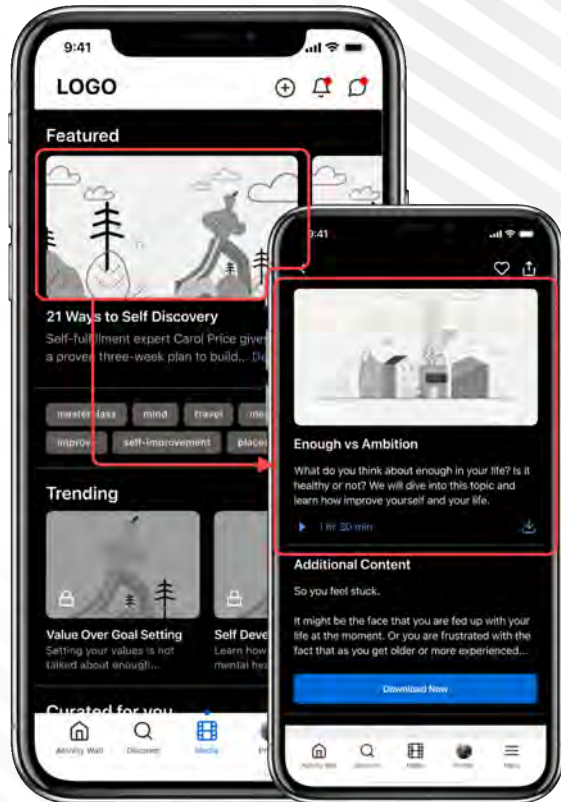 9:41
LOGO
Featured
21 Ways to Self Discovery
Self-fulfillment expert Carol Price gives
a proven three-week plan to build...
masterclass mind travel
improve self-improvement
Trending
Value Over Goal Setting
Setting your values is not
talked about enough...
Self Deve
Learn how
mental hea
Curated for you
Activity Wall Discover Media
9:41
Enough vs Ambition
What do you think about enough in your life? Is it
healthy or not? We will dive into this topic and
learn how improve yourself and your life.
1 hr 20 min
Additional Content
So you feel stuck.
It might be the face that you are fed up with your
life at the moment. Or you are frustrated with the
fact that as you get older or more experienced...
Download Now
Activity Wall Discover Media Profile Menu